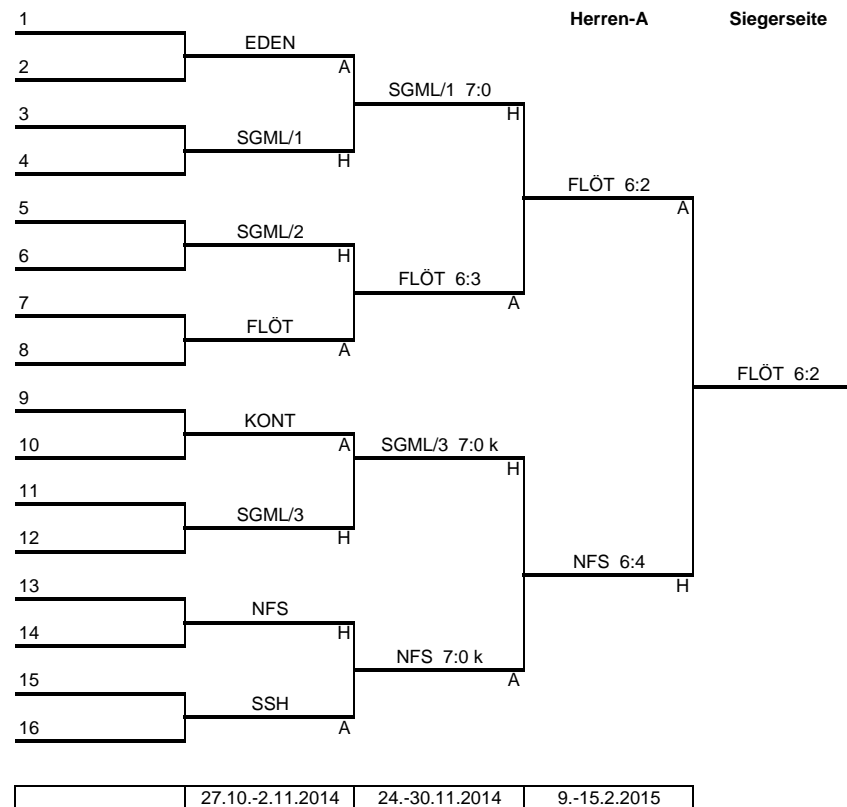 1 Herren-A Siegerseite
EDEN
2 A
SGML/1 7:0
3 H
SGML/1
4 H
FLÖT 6:2
5 A
SGML/2
6 H
FLÖT 6:3
7 A
FLÖT
8 A
FLÖT 6:2
9
KONT
10 A SGML/3 7:0 k
H
11
SGML/3
12 H
NFS 6:4
13 H
NFS
14 H
NFS 7:0 k
15 A
SSH
16 A
27.10.-2.11.2014 24.-30.11.2014 9.-15.2.2015